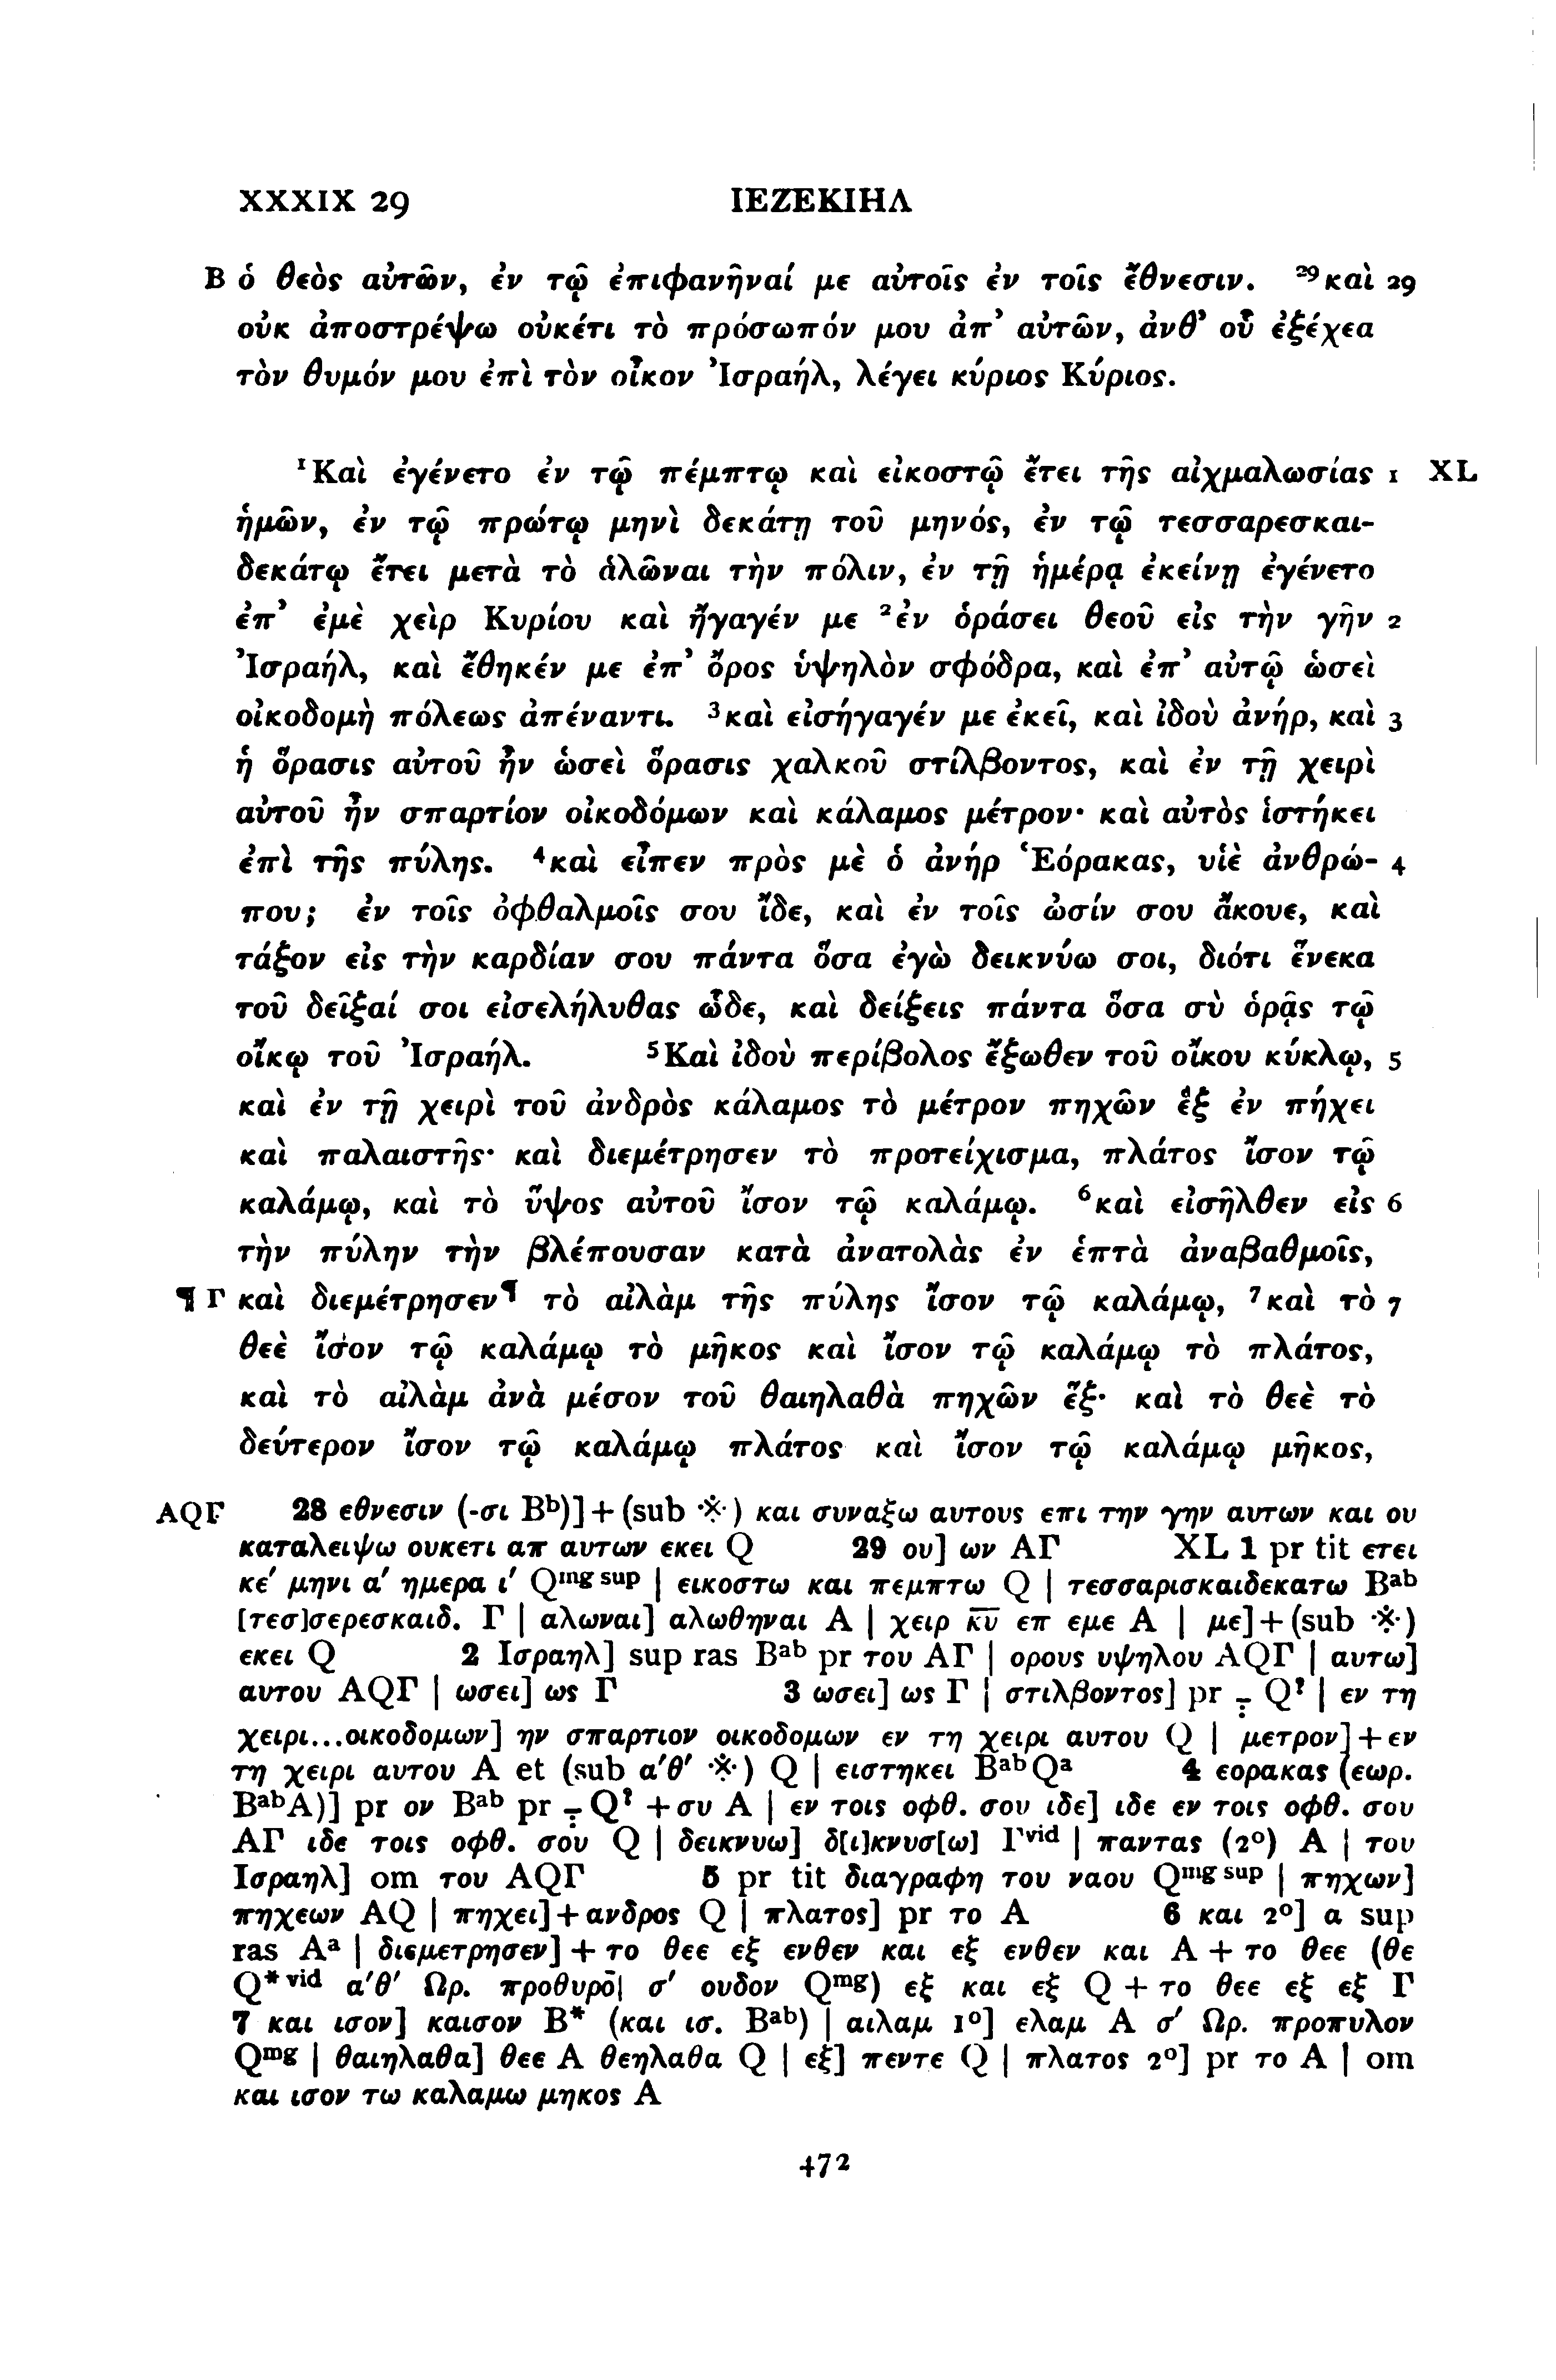 XXXIX 29 ΙΕΖΕΚΙΗΛ
B ὁ θεὸς αὐτῶν, ἐν τῷ ἐπιφανῆναί με αὐτοῖς ἐν τοῖς ἔθνεσιν. ²⁹καὶ 29
οὐκ ἀποστρέψω οὐκέτι τὸ πρόσωπόν μου ἀπ᾽ αὐτῶν, ἀνθ᾽ οὗ ἐξέχεα
τὸν θυμόν μου ἐπὶ τὸν οἶκον Ἰσραήλ, λέγει κύριος Κύριος.
¹Καὶ ἐγένετο ἐν τῷ πέμπτῳ καὶ εἰκοστῷ ἔτει τῆς αἰχμαλωσίας 1 XL
ἡμῶν, ἐν τῷ πρώτῳ μηνὶ δεκάτῃ τοῦ μηνός, ἐν τῷ τεσσαρεσκαι-
δεκάτῳ ἔτει μετὰ τὸ ἁλῶναι τὴν πόλιν, ἐν τῇ ἡμέρᾳ ἐκείνῃ ἐγένετο
ἐπ᾽ ἐμὲ χεὶρ Κυρίου καὶ ἤγαγέν με ²ἐν ὁράσει θεοῦ εἰς τὴν γῆν 2
Ἰσραήλ, καὶ ἔθηκέν με ἐπ᾽ ὄρος ὑψηλὸν σφόδρα, καὶ ἐπ᾽ αὐτῷ ὡσεὶ
οἰκοδομὴ πόλεως ἀπέναντι. ³καὶ εἰσήγαγέν με ἐκεῖ, καὶ ἰδοὺ ἀνήρ, καὶ 3
ἡ ὅρασις αὐτοῦ ἦν ὡσεὶ ὅρασις χαλκοῦ στίλβοντος, καὶ ἐν τῇ χειρὶ
αὐτοῦ ἦν σπαρτίον οἰκοδόμων καὶ κάλαμος μέτρον· καὶ αὐτὸς ἱστήκει
ἐπὶ τῆς πύλης. ⁴καὶ εἶπεν πρὸς μὲ ὁ ἀνήρ Ἑόρακας, υἱὲ ἀνθρώ- 4
που; ἐν τοῖς ὀφθαλμοῖς σου ἴδε, καὶ ἐν τοῖς ὠσίν σου ἄκουε, καὶ
τάξον εἰς τὴν καρδίαν σου πάντα ὅσα ἐγὼ δεικνύω σοι, διότι ἕνεκα
τοῦ δεῖξαί σοι εἰσελήλυθας ὧδε, καὶ δείξεις πάντα ὅσα σὺ ὁρᾷς τῷ
οἴκῳ τοῦ Ἰσραήλ. ⁵Καὶ ἰδοὺ περίβολος ἔξωθεν τοῦ οἴκου κύκλῳ, 5
καὶ ἐν τῇ χειρὶ τοῦ ἀνδρὸς κάλαμος τὸ μέτρον πηχῶν ἓξ ἐν πήχει
καὶ παλαιστῆς· καὶ διεμέτρησεν τὸ προτείχισμα, πλάτος ἴσον τῷ
καλάμῳ, καὶ τὸ ὕψος αὐτοῦ ἴσον τῷ καλάμῳ. ⁶καὶ εἰσῆλθεν εἰς 6
τὴν πύλην τὴν βλέπουσαν κατὰ ἀνατολὰς ἐν ἑπτὰ ἀναβαθμοῖς,
¶ Γ καὶ διεμέτρησεν¶ τὸ αἰλὰμ τῆς πύλης ἴσον τῷ καλάμῳ, ⁷καὶ τὸ 7
θεὲ ἴσον τῷ καλάμῳ τὸ μῆκος καὶ ἴσον τῷ καλάμῳ τὸ πλάτος,
καὶ τὸ αἰλὰμ ἀνὰ μέσον τοῦ θαιηλαθὰ πηχῶν ἕξ· καὶ τὸ θεὲ τὸ
δεύτερον ἴσον τῷ καλάμῳ πλάτος καὶ ἴσον τῷ καλάμῳ μῆκος,
AQΓ 28 εθνεσιν (-σι Bᵇ)]+(sub ※) και συναξω αυτους επι την γην αυτων και ου
καταλειψω ουκετι απ αυτων εκει Q 29 ου] ων AΓ XL 1 pr tit ετει
κε′ μηνι α′ ημερα ι′ Qᵐᵍ ˢᵘᵖ | εικοστω και πεμπτω Q | τεσσαρισκαιδεκατω Bᵃᵇ
[τεσ]σερεσκαιδ. Γ | αλωναι] αλωθηναι A | χειρ κ̅υ̅ επ εμε A | με]+(sub ※)
εκει Q 2 Ισραηλ] sup ras Bᵃᵇ pr του AΓ | ορους υψηλου AQΓ | αυτω]
αυτου AQΓ | ωσει] ως Γ 3 ωσει] ως Γ | στιλβοντος] pr ÷ Q? | εν τη
χειρι...οικοδομων] ην σπαρτιον οικοδομων εν τη χειρι αυτου Q | μετρον]+εν
τη χειρι αυτου A et (sub α′θ′ ※) Q | ειστηκει BᵃᵇQᵃ 4 εορακας (εωρ.
BᵃᵇA)] pr ον Bᵃᵇ pr ÷ Q? +συ A | εν τοις οφθ. σου ιδε] ιδε εν τοις οφθ. σου
AΓ ιδε τοις οφθ. σου Q | δεικνυω] δ[ι]κνυσ[ω] Γᵛⁱᵈ | παντας (2°) A | του
Ισραηλ] om του AQΓ 5 pr tit διαγραφη του ναου Qᵐᵍ ˢᵘᵖ | πηχων]
πηχεων AQ | πηχει]+ανδρος Q | πλατος] pr το A 6 και 2°] α sup
ras Aᵃ | διεμετρησεν]+ το θεε εξ ενθεν και εξ ενθεν και A + το θεε (θε
Q* ᵛⁱᵈ α′θ′ Ωρ. προθυρο̅| σ′ ουδον Qᵐᵍ) εξ και εξ Q + το θεε εξ εξ Γ
7 και ισον] καισον B* (και ισ. Bᵃᵇ) | αιλαμ 1°] ελαμ A σ′ Ωρ. προπυλον
Qᵐᵍ | θαιηλαθα] θεε A θεηλαθα Q | εξ] πεντε Q | πλατος 2°] pr το A | om
και ισον τω καλαμω μηκος A
472